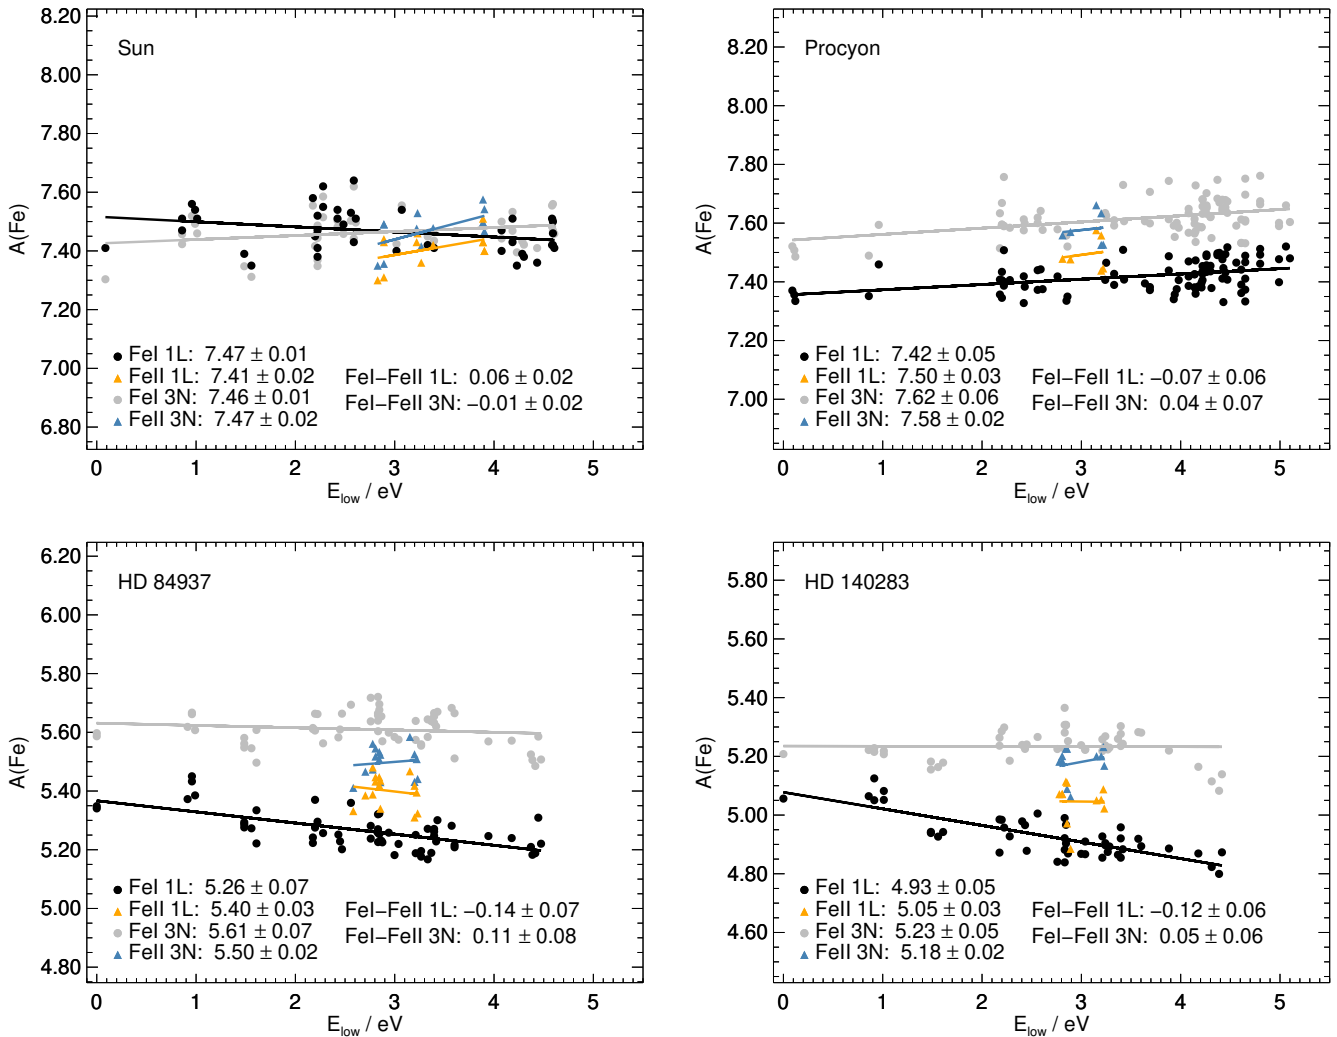 Sun
8.20
8.00
7.80
7.60
7.40
7.20
7.00
6.80
A(Fe)
FeI 1L: 7.47 ± 0.01
FeII 1L: 7.41 ± 0.02
FeI 3N: 7.46 ± 0.01
FeII 3N: 7.47 ± 0.02
FeI–FeII 1L: 0.06 ± 0.02
FeI–FeII 3N: −0.01 ± 0.02
0 1 2 3 4 5
E_low / eV
Procyon
8.20
8.00
7.80
7.60
7.40
7.20
7.00
A(Fe)
FeI 1L: 7.42 ± 0.05
FeII 1L: 7.50 ± 0.03
FeI 3N: 7.62 ± 0.06
FeII 3N: 7.58 ± 0.02
FeI–FeII 1L: −0.07 ± 0.06
FeI–FeII 3N: 0.04 ± 0.07
0 1 2 3 4 5
E_low / eV
HD 84937
6.20
6.00
5.80
5.60
5.40
5.20
5.00
4.80
A(Fe)
FeI 1L: 5.26 ± 0.07
FeII 1L: 5.40 ± 0.03
FeI 3N: 5.61 ± 0.07
FeII 3N: 5.50 ± 0.02
FeI–FeII 1L: −0.14 ± 0.07
FeI–FeII 3N: 0.11 ± 0.08
0 1 2 3 4 5
E_low / eV
HD 140283
5.80
5.60
5.40
5.20
5.00
4.80
4.60
A(Fe)
FeI 1L: 4.93 ± 0.05
FeII 1L: 5.05 ± 0.03
FeI 3N: 5.23 ± 0.05
FeII 3N: 5.18 ± 0.02
FeI–FeII 1L: −0.12 ± 0.06
FeI–FeII 3N: 0.05 ± 0.06
0 1 2 3 4 5
E_low / eV